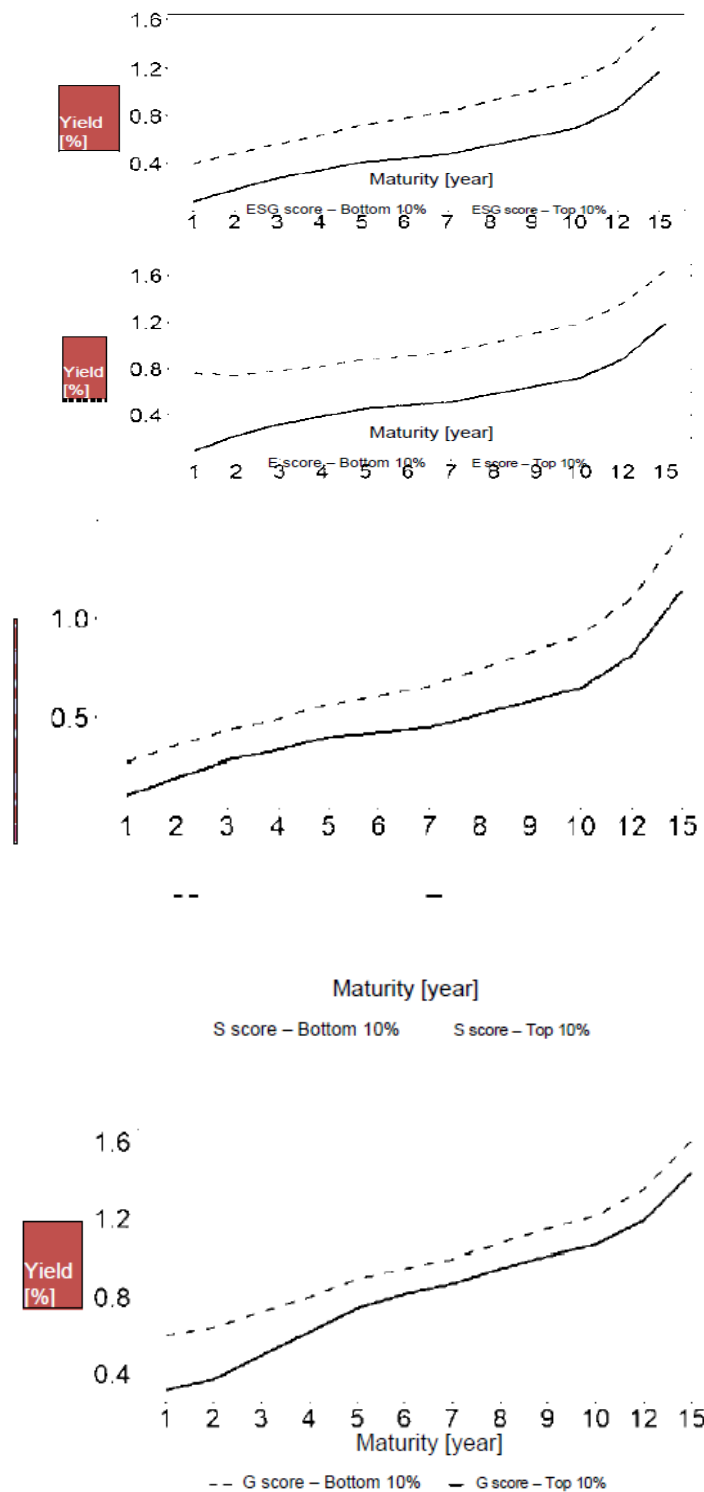 1.6
1.2
Yield
[%]
0.8
0.4
Maturity [year]
ESG score – Bottom 10% ESG score – Top 10%
1 2 3 4 5 6 7 8 9 10 12 15
1.6
1.2
Yield
[%]
0.8
0.4
Maturity [year]
E score – Bottom 10% E score – Top 10%
1 2 3 4 5 6 7 8 9 10 12 15
1.0
0.5
1 2 3 4 5 6 7 8 9 10 12 15
Maturity [year]
S score – Bottom 10% S score – Top 10%
1.6
1.2
Yield
[%]
0.8
0.4
1 2 3 4 5 6 7 8 9 10 12 15
Maturity [year]
G score – Bottom 10% G score – Top 10%